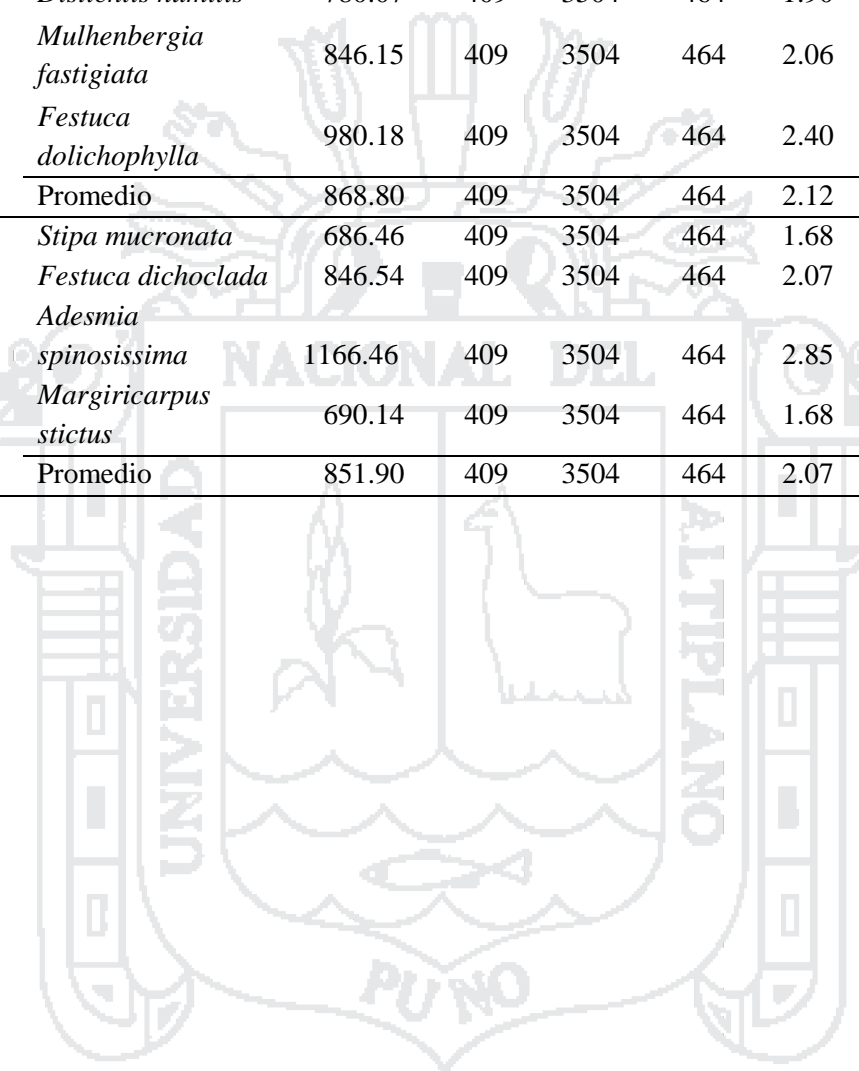 Mulhenbergia
fastigiata 846.15 409 3504 464 2.06
Festuca
dolichophylla 980.18 409 3504 464 2.40
Promedio 868.80 409 3504 464 2.12
Stipa mucronata 686.46 409 3504 464 1.68
Festuca dichoclada 846.54 409 3504 464 2.07
Adesmia
spinosissima 1166.46 409 3504 464 2.85
Margiricarpus
stictus 690.14 409 3504 464 1.68
Promedio 851.90 409 3504 464 2.07
NACIONAL DEL
UNIVERSIDAD
ALTIPLANO
PUNO